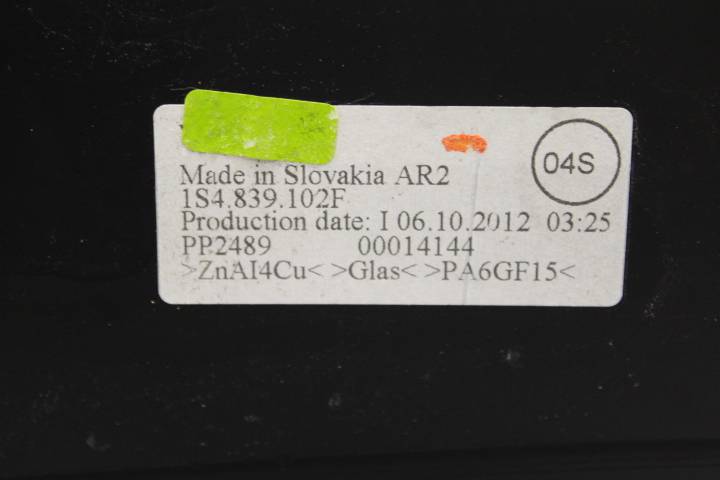 04S
Made in Slovakia AR2
1S4.839.102F
Production date: I 06.10.2012 03:25
PP2489 00014144
>ZnAI4Cu< >Glas< >PA6GF15<